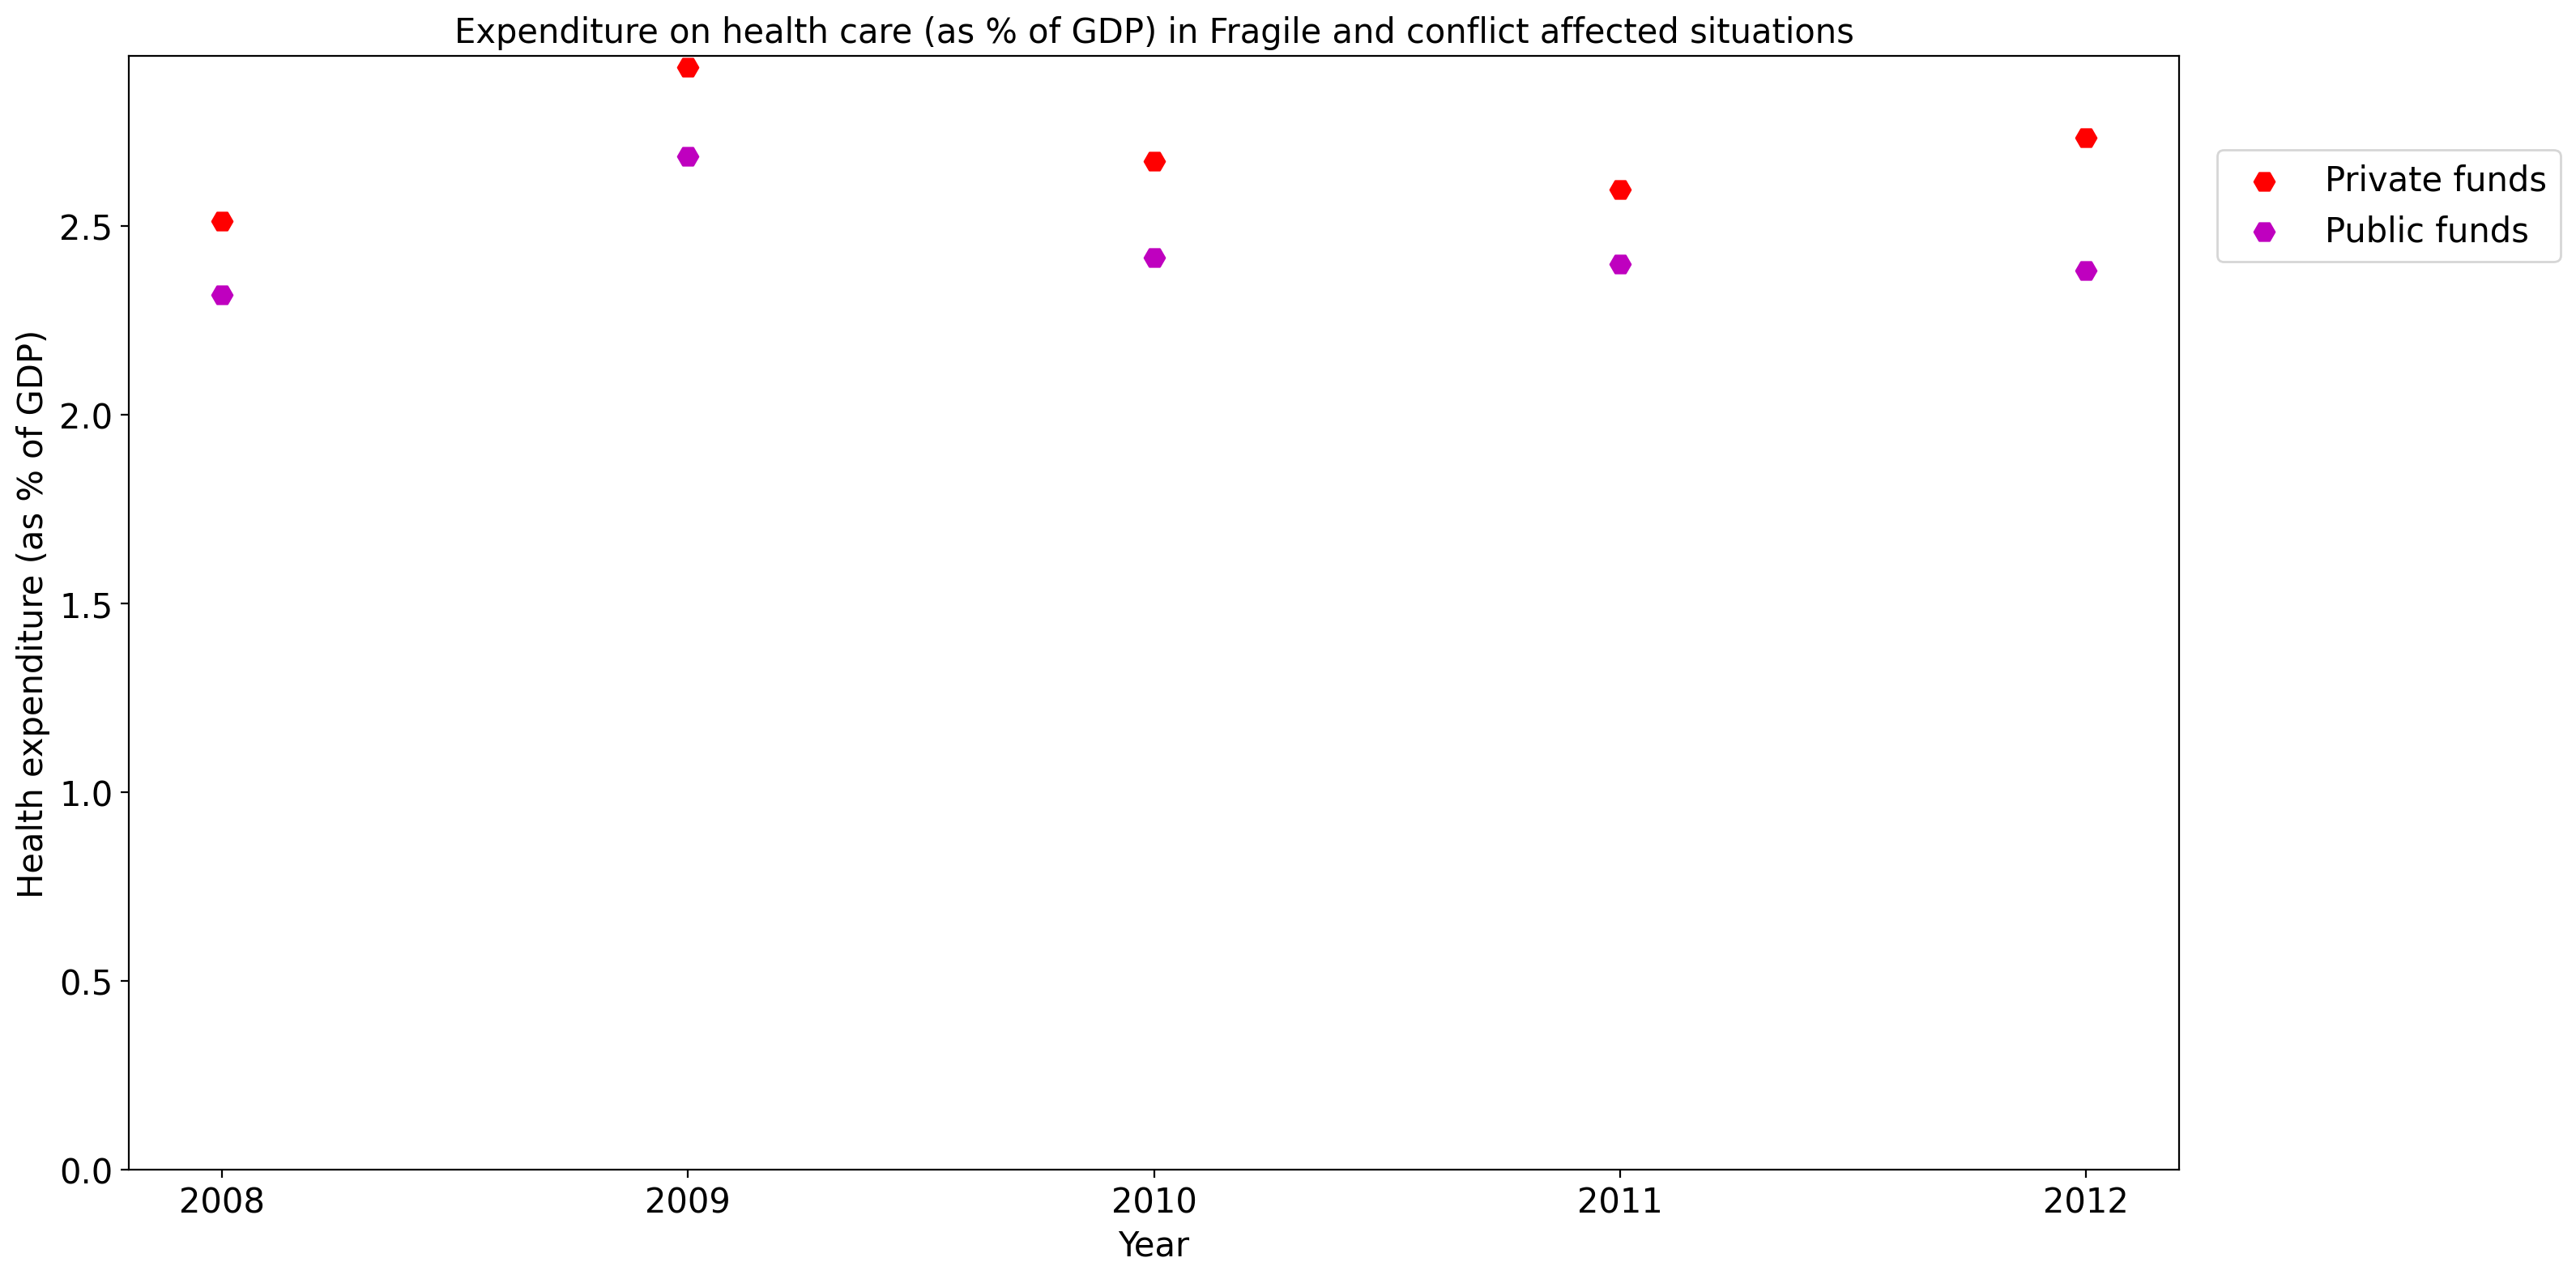 Expenditure on health care (as % of GDP) in Fragile and conflict affected situations
Health expenditure (as % of GDP)
2.5
2.0
1.5
1.0
0.5
0.0
2008 2009 2010 2011 2012
Year
Private funds
Public funds